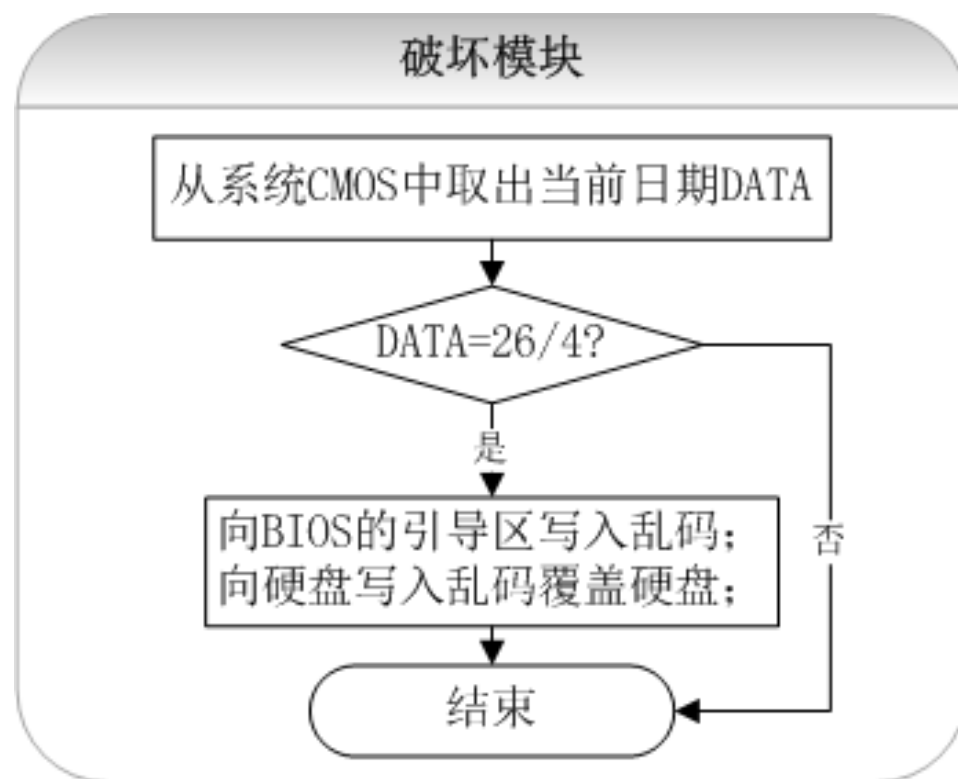 破坏模块
从系统CMOS中取出当前日期DATA
DATA=26/4?
是
向BIOS的引导区写入乱码;
向硬盘写入乱码覆盖硬盘;
否
结束